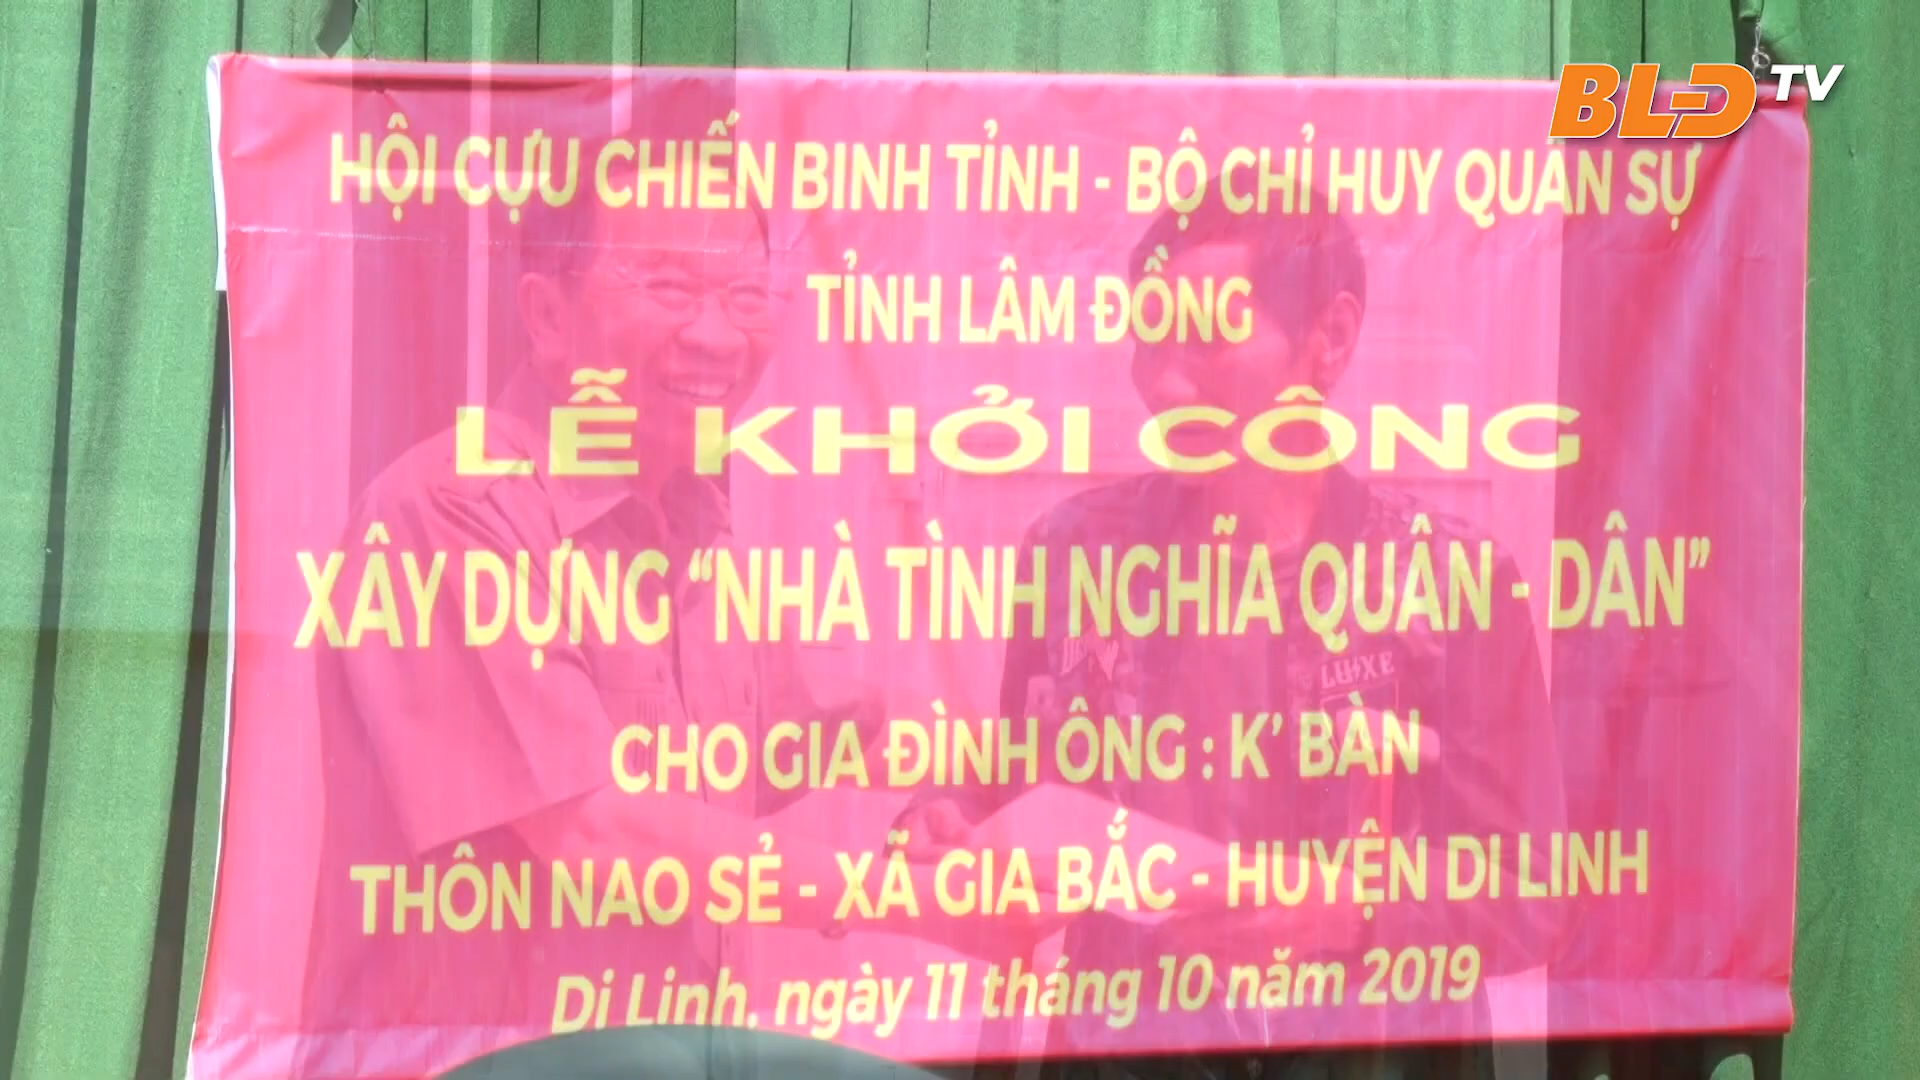 BLĐ TV
HỘI CỰU CHIẾN BINH TỈNH - BỘ CHỈ HUY QUÂN SỰ
TỈNH LÂM ĐỒNG
LỄ KHỞI CÔNG
XÂY DỰNG “NHÀ TÌNH NGHĨA QUÂN - DÂN”
CHO GIA ĐÌNH ÔNG : K’ BÀN
THÔN NAO SẺ - XÃ GIA BẮC - HUYỆN DI LINH
Di Linh, ngày 11 tháng 10 năm 2019